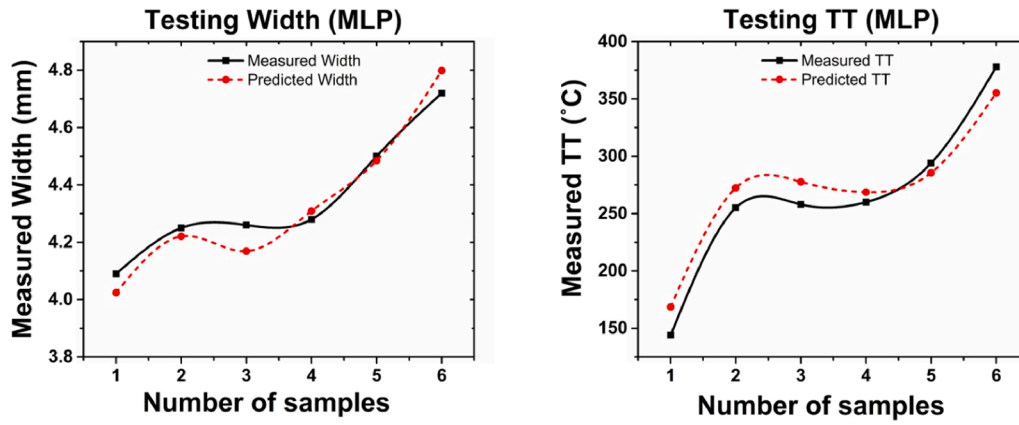 Testing Width (MLP)
Measured Width
Predicted Width
Measured Width (mm)
4.8
4.6
4.4
4.2
4.0
3.8
1 2 3 4 5 6
Number of samples
Testing TT (MLP)
Measured TT
Predicted TT
Measured TT (°C)
400
350
300
250
200
150
1 2 3 4 5 6
Number of samples